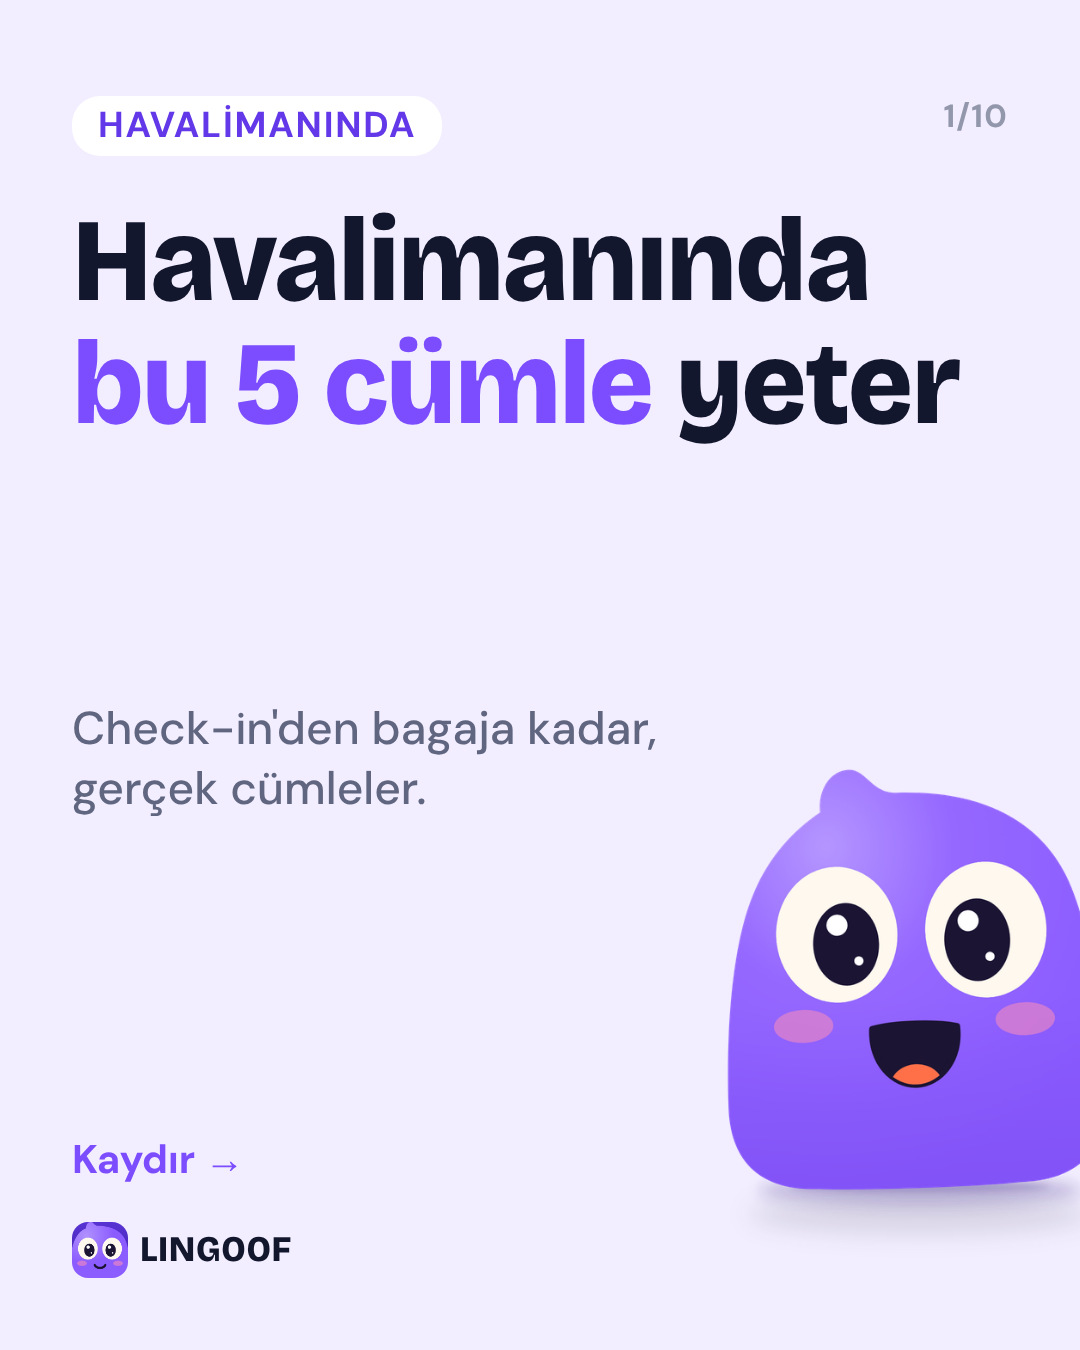 HAVALİMANINDA
1/10
Havalimanında
bu 5 cümle yeter
Check-in'den bagaja kadar,
gerçek cümleler.
Kaydır →
LINGOOF